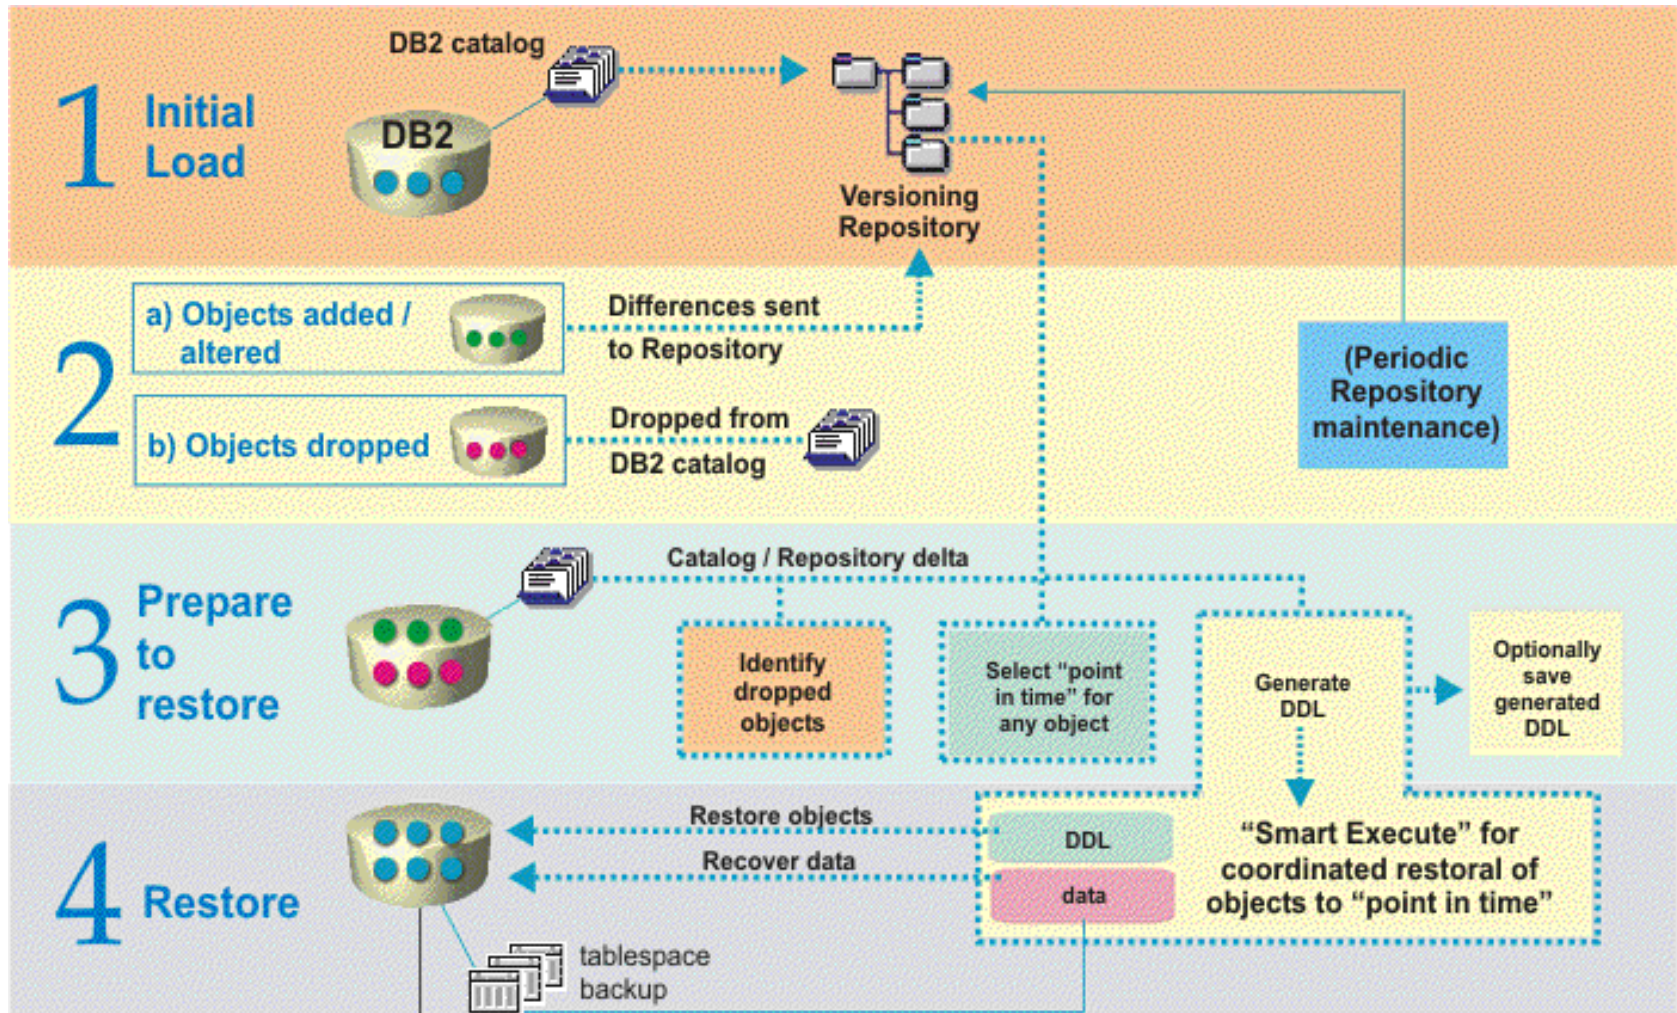 1
Initial
Load
DB2 catalog
DB2
Versioning
Repository
2
a) Objects added /
altered
Differences sent
to Repository
b) Objects dropped
Dropped from
DB2 catalog
(Periodic
Repository
maintenance)
3
Prepare
to
restore
Catalog / Repository delta
Identify
dropped
objects
Select “point
in time” for
any object
Generate
DDL
Optionally
save
generated
DDL
4
Restore
Restore objects
Recover data
DDL
data
“Smart Execute” for
coordinated restoral of
objects to “point in time”
tablespace
backup